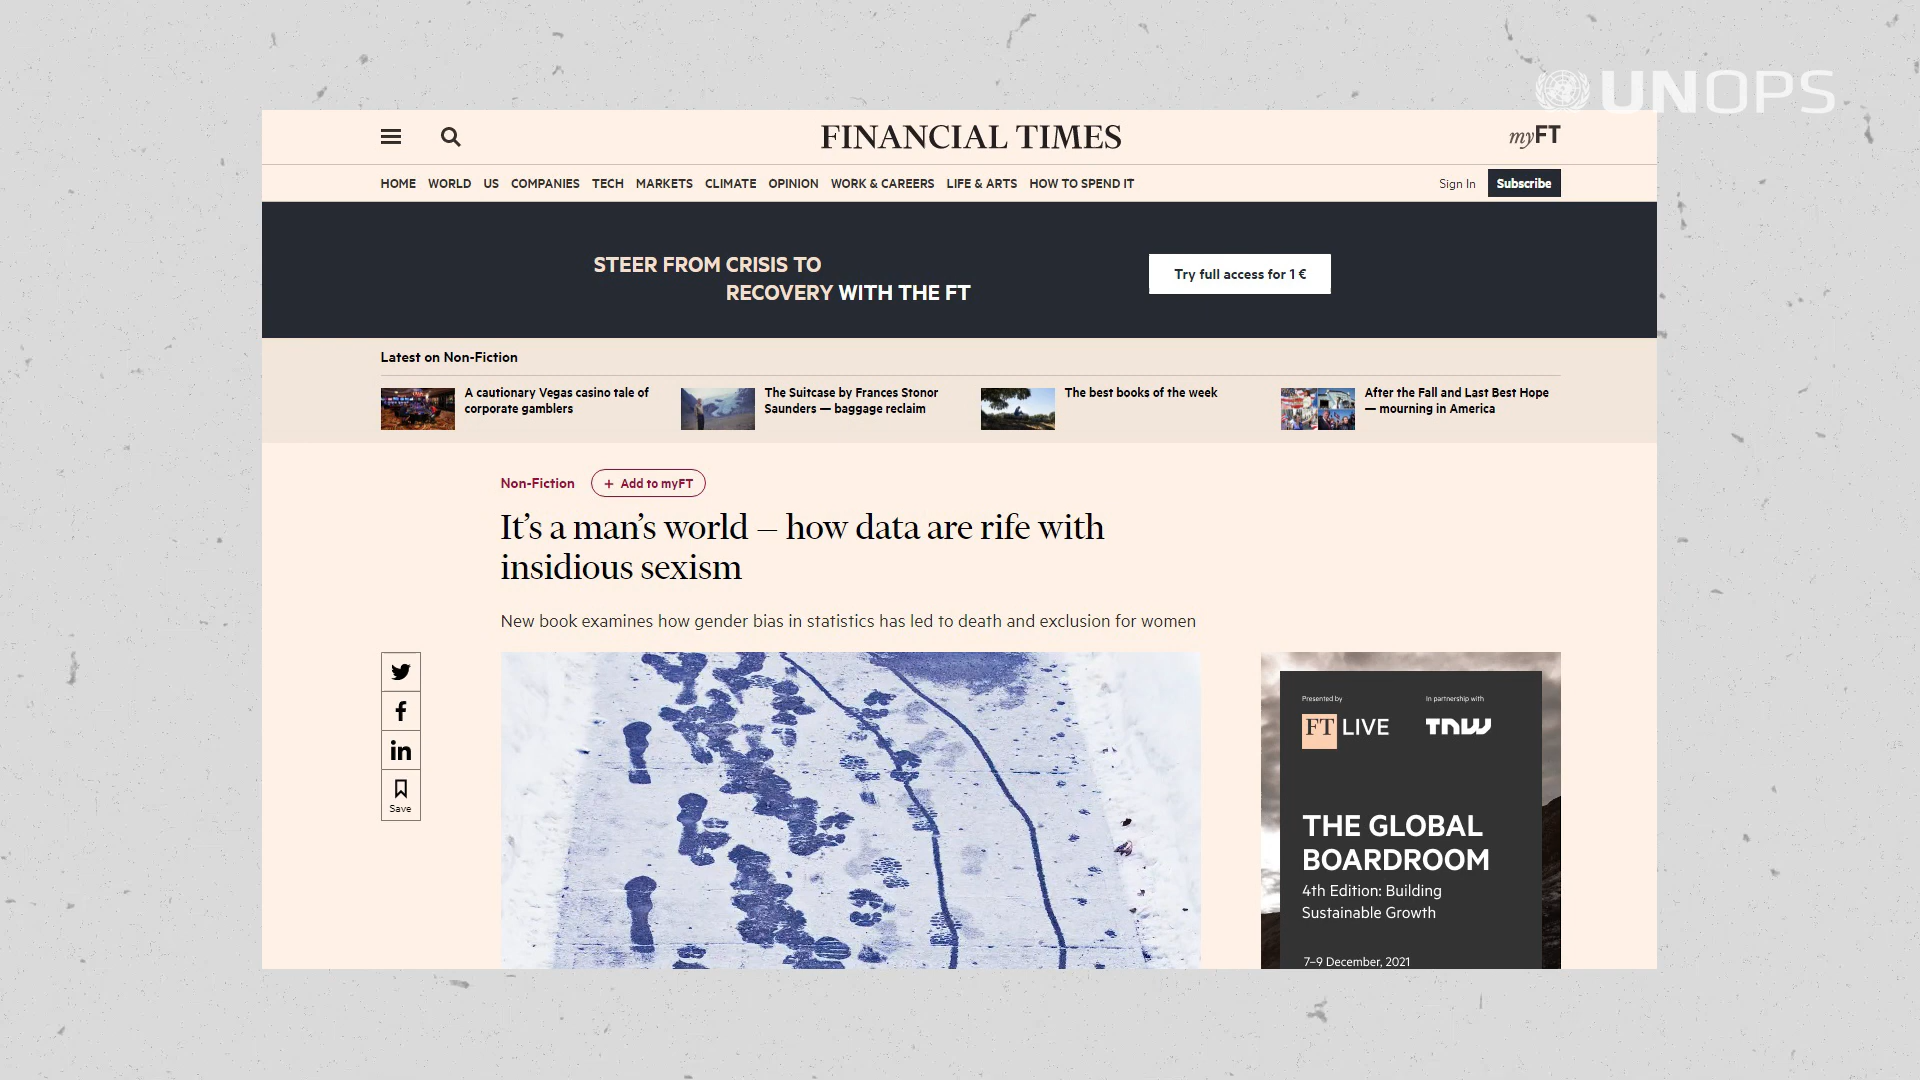 UNOPS
FINANCIAL TIMES
myFT
HOME WORLD US COMPANIES TECH MARKETS CLIMATE OPINION WORK & CAREERS LIFE & ARTS HOW TO SPEND IT
Sign In
Subscribe
STEER FROM CRISIS TO
RECOVERY WITH THE FT
Try full access for 1 €
Latest on Non-Fiction
A cautionary Vegas casino tale of
corporate gamblers
The Suitcase by Frances Stonor
Saunders — baggage reclaim
The best books of the week
After the Fall and Last Best Hope
— mourning in America
Non-Fiction
+ Add to myFT
It’s a man’s world – how data are rife with
insidious sexism
New book examines how gender bias in statistics has led to death and exclusion for women
Save
Presented by
FT LIVE
In partnership with
TNW
THE GLOBAL
BOARDROOM
4th Edition: Building
Sustainable Growth
7–9 December, 2021